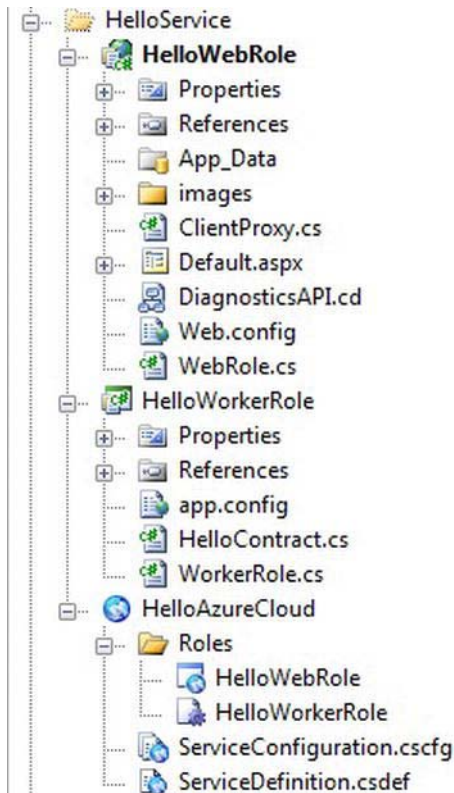 HelloService
HelloWebRole
Properties
References
App_Data
images
ClientProxy.cs
Default.aspx
DiagnosticsAPI.cd
Web.config
WebRole.cs
HelloWorkerRole
Properties
References
app.config
HelloContract.cs
WorkerRole.cs
HelloAzureCloud
Roles
HelloWebRole
HelloWorkerRole
ServiceConfiguration.cscfg
ServiceDefinition.csdef